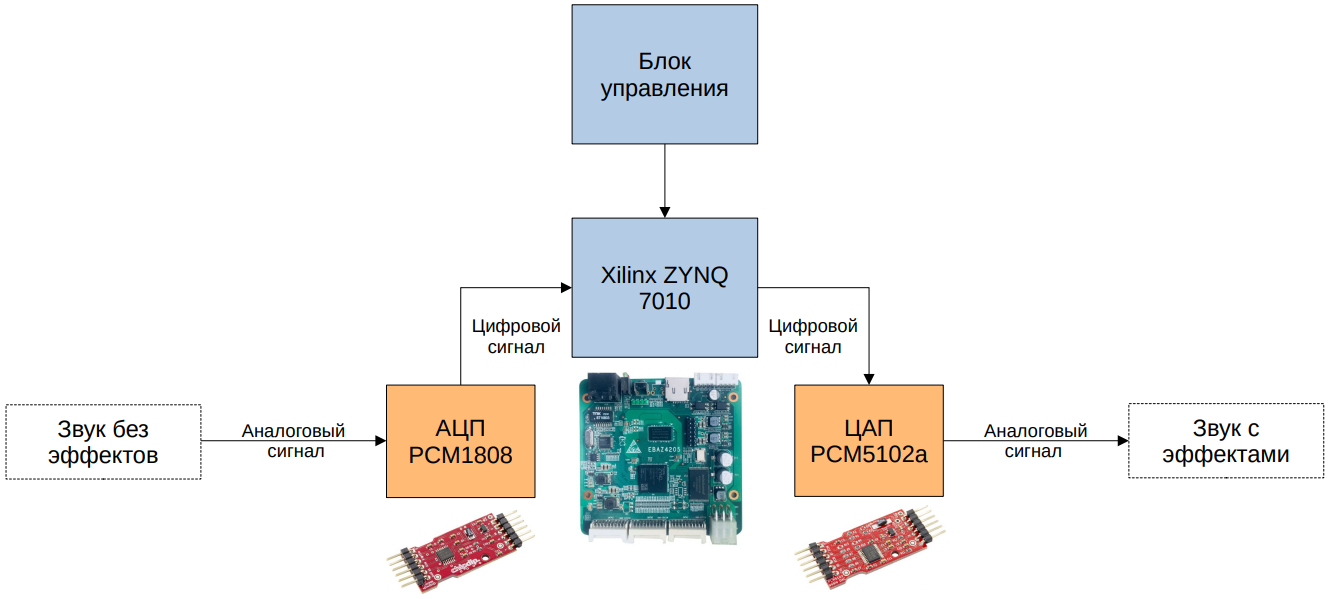 Блок
управления
Xilinx ZYNQ
7010
Цифровой
сигнал
Цифровой
сигнал
Звук без
эффектов
Аналоговый
сигнал
АЦП
PCM1808
EBAZ4205
ЦАП
PCM5102a
Аналоговый
сигнал
Звук с
эффектами